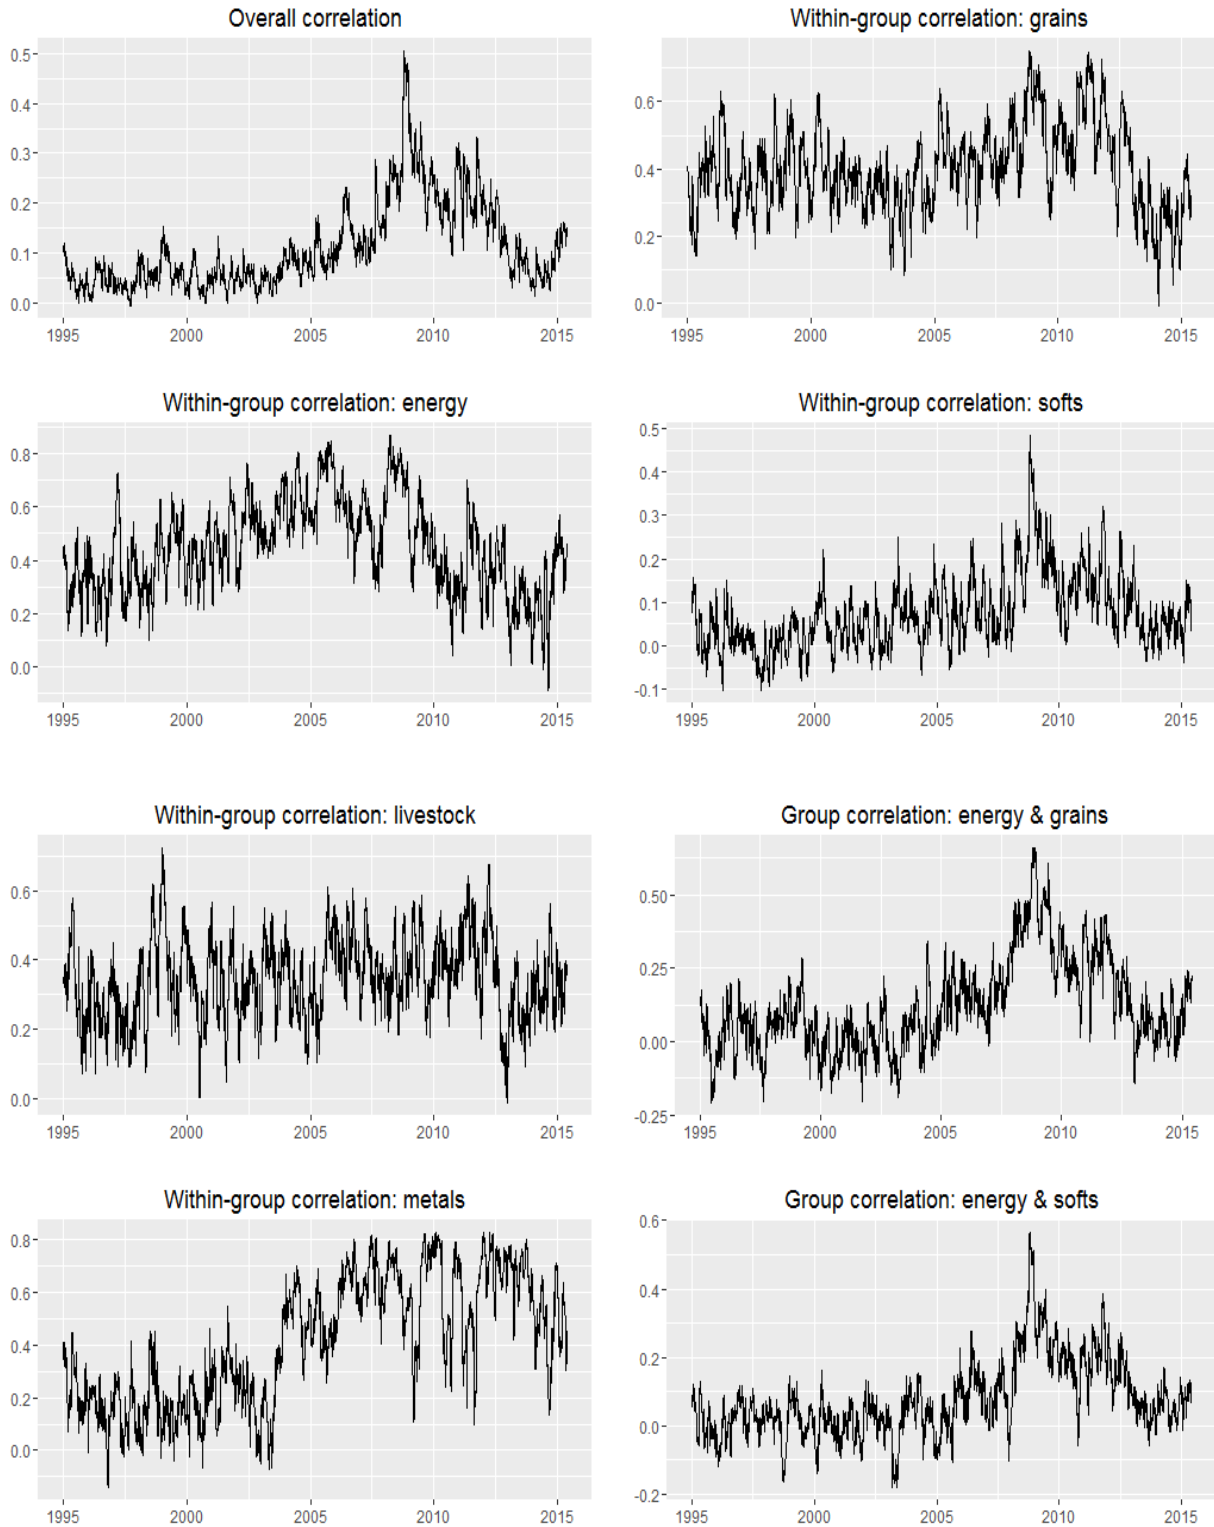 Overall correlation
0.5
0.4
0.3
0.2
0.1
0.0
1995 2000 2005 2010 2015
Within-group correlation: grains
0.6
0.4
0.2
0.0
1995 2000 2005 2010 2015
Within-group correlation: energy
0.8
0.6
0.4
0.2
0.0
1995 2000 2005 2010 2015
Within-group correlation: softs
0.5
0.4
0.3
0.2
0.1
0.0
-0.1
1995 2000 2005 2010 2015
Within-group correlation: livestock
0.6
0.4
0.2
0.0
1995 2000 2005 2010 2015
Group correlation: energy & grains
0.50
0.25
0.00
-0.25
1995 2000 2005 2010 2015
Within-group correlation: metals
0.8
0.6
0.4
0.2
0.0
1995 2000 2005 2010 2015
Group correlation: energy & softs
0.6
0.4
0.2
0.0
-0.2
1995 2000 2005 2010 2015